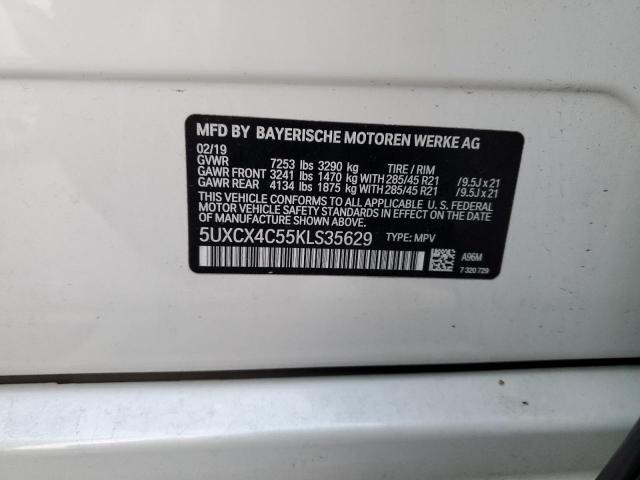 MFD BY BAYERISCHE MOTOREN WERKE AG
02/19
GVWR 7253 lbs 3290 kg TIRE / RIM
GAWR FRONT 3241 lbs 1470 kg WITH 285/45 R21 / 9.5J x 21
GAWR REAR 4134 lbs 1875 kg WITH 285/45 R21 / 9.5J x 21
THIS VEHICLE CONFORMS TO ALL APPLICABLE U. S. FEDERAL
MOTOR VEHICLE SAFETY STANDARDS IN EFFECT ON
THE DATE OF MANUFACTURE SHOWN ABOVE.
5UXCX4C55KLS35629 TYPE: MPV
A96M
7 320 729